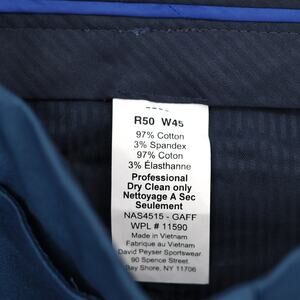 R50 W45
97% Cotton
3% Spandex
97% Coton
3% Élasthanne
Professional
Dry Clean only
Nettoyage A Sec
Seulement
NAS4515 - GAFF
WPL # 11590
Made in Vietnam
Fabrique au Vietnam
David Peyser Sportswear
90 Spence Street
Bay Shore, NY 11706